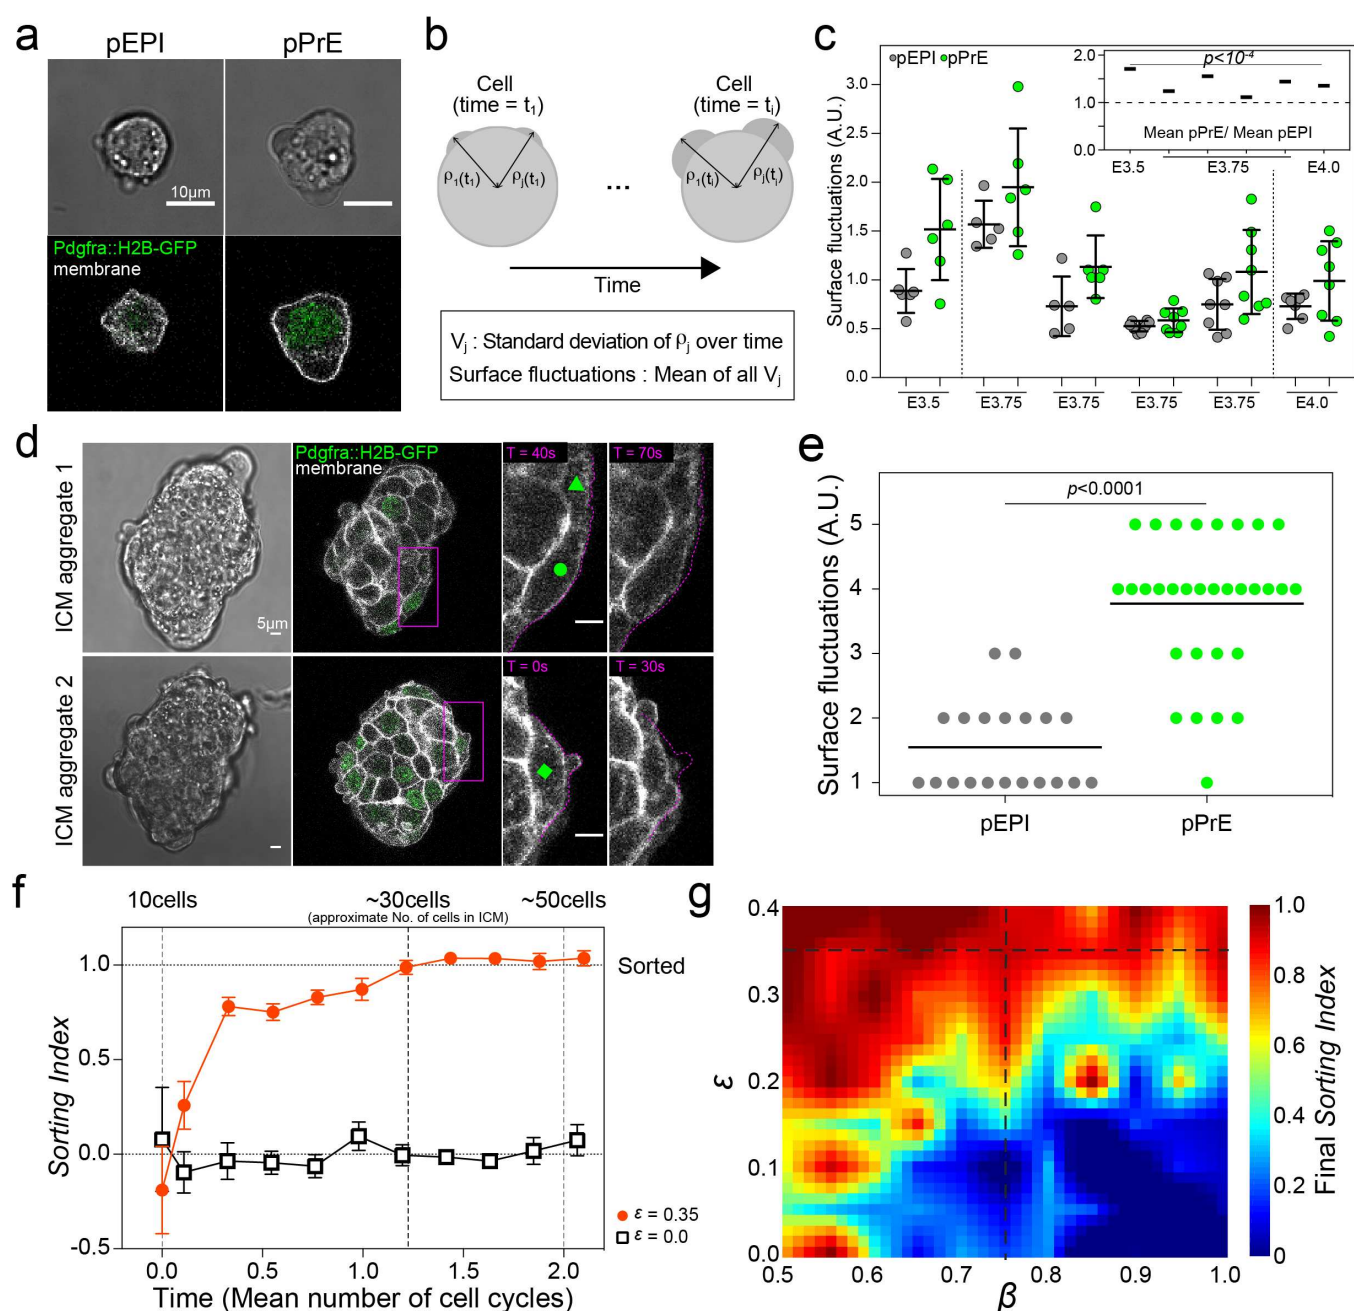 a
pEPI
pPrE
10µm
Pdgfra::H2B-GFP
membrane
b
Cell
(time = t1)
Cell
(time = ti)
ρ1(t1)
ρj(t1)
...
ρ1(ti)
ρj(ti)
Time
Vj : Standard deviation of ρj over time
Surface fluctuations : Mean of all Vj
c
pEPI pPrE
Surface fluctuations (A.U.)
3.0
2.5
2.0
1.5
1.0
0.5
0.0
E3.5 E3.75 E3.75 E3.75 E3.75 E4.0
p<10-4
2.0
1.0
0.0
Mean pPrE/ Mean pEPI
E3.5 E3.75 E4.0
d
ICM aggregate 1
5µm
Pdgfra::H2B-GFP
membrane
T = 40s
T = 70s
ICM aggregate 2
T = 0s
T = 30s
e
p<0.0001
Surface fluctuations (A.U.)
5
4
3
2
1
pEPI
pPrE
f
10cells
~30cells
(approximate No. of cells in ICM)
~50cells
Sorting Index
1.0
0.5
0.0
-0.5
Sorted
ε = 0.35
ε = 0.0
0.0 0.5 1.0 1.5 2.0
Time (Mean number of cell cycles)
g
ε
0.4
0.3
0.2
0.1
0.0
0.5 0.6 0.7 0.8 0.9 1.0
β
1.0
0.8
0.6
0.4
0.2
0
Final Sorting Index